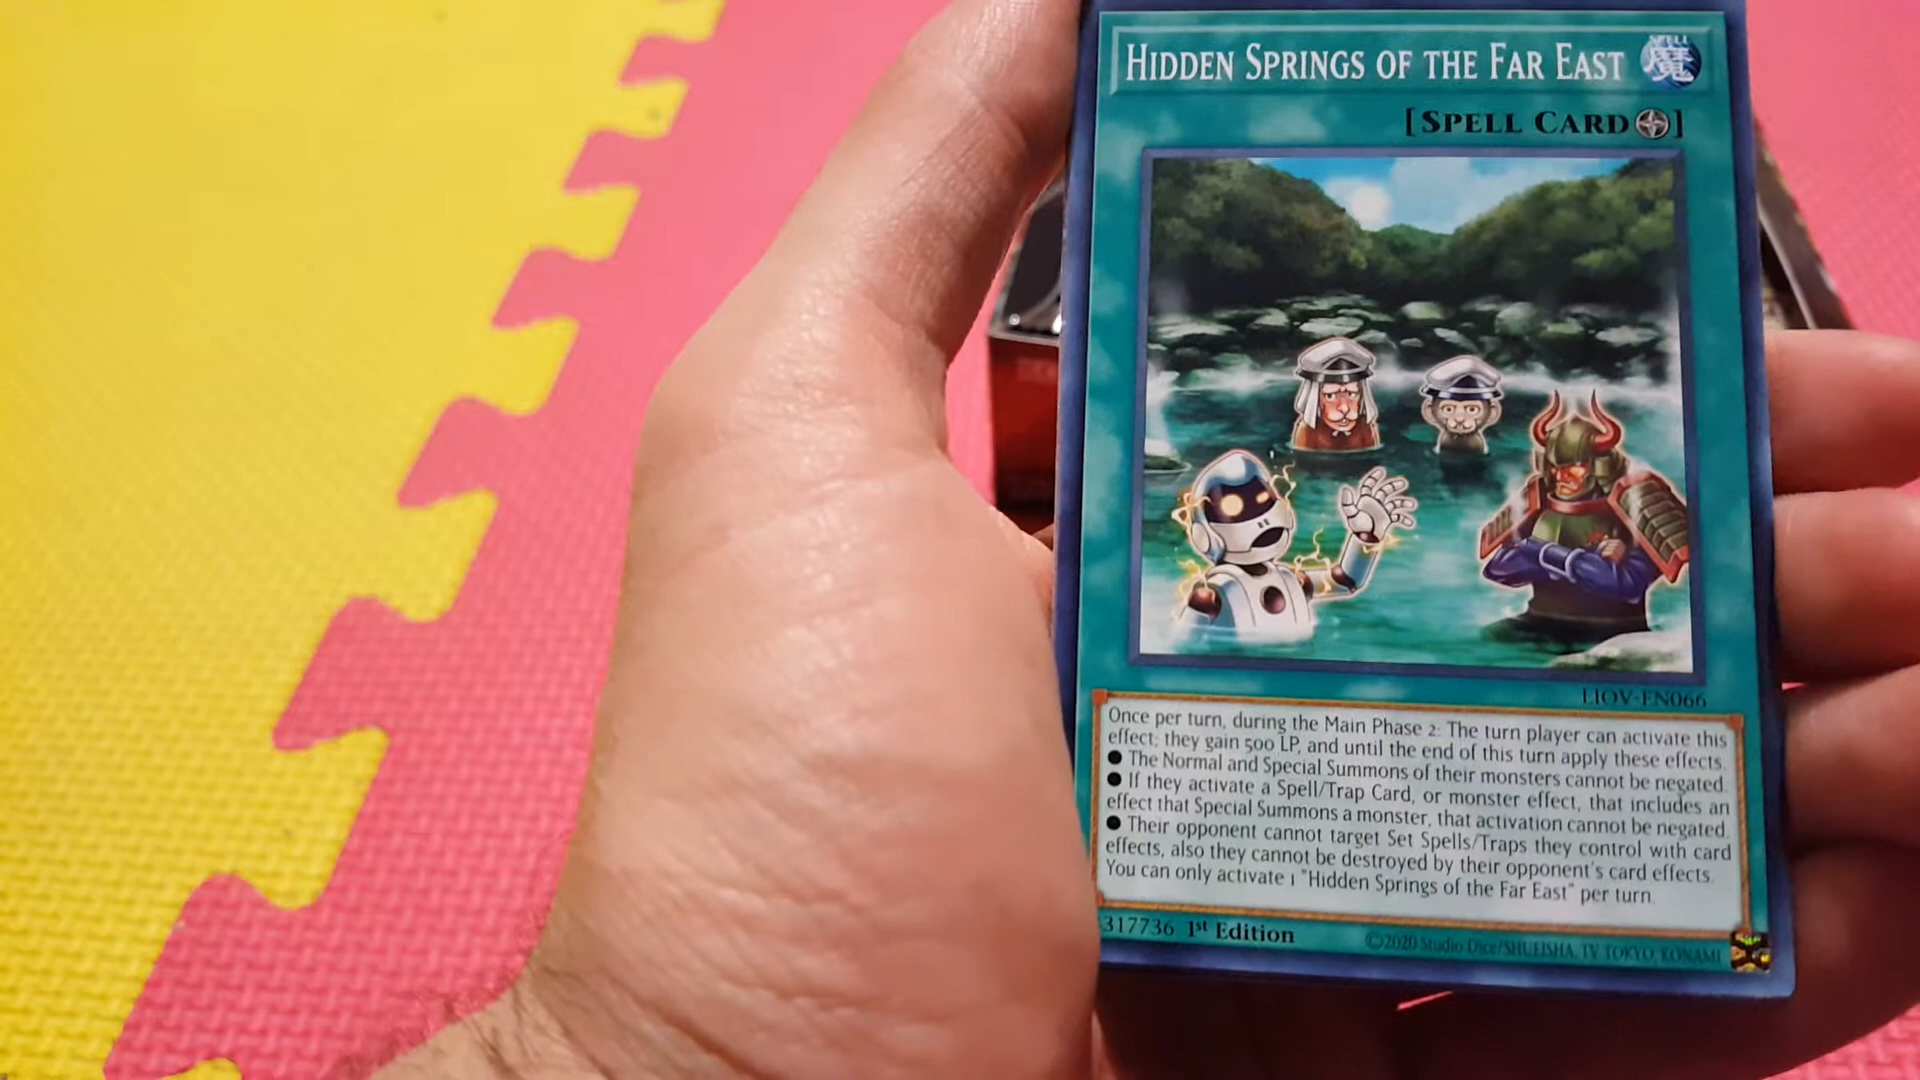 HIDDEN SPRINGS OF THE FAR EAST
SPELL
魔
[SPELL CARD]
LIOV-EN066
Once per turn, during the Main Phase 2: The turn player can activate this
effect; they gain 500 LP, and until the end of this turn apply these effects.
● The Normal and Special Summons of their monsters cannot be negated.
● If they activate a Spell/Trap Card, or monster effect, that includes an
effect that Special Summons a monster, that activation cannot be negated.
● Their opponent cannot target Set Spells/Traps they control with card
effects, also they cannot be destroyed by their opponent's card effects.
You can only activate 1 "Hidden Springs of the Far East" per turn.
317736 1st Edition
©2020 Studio Dice/SHUEISHA, TV TOKYO, KONAMI